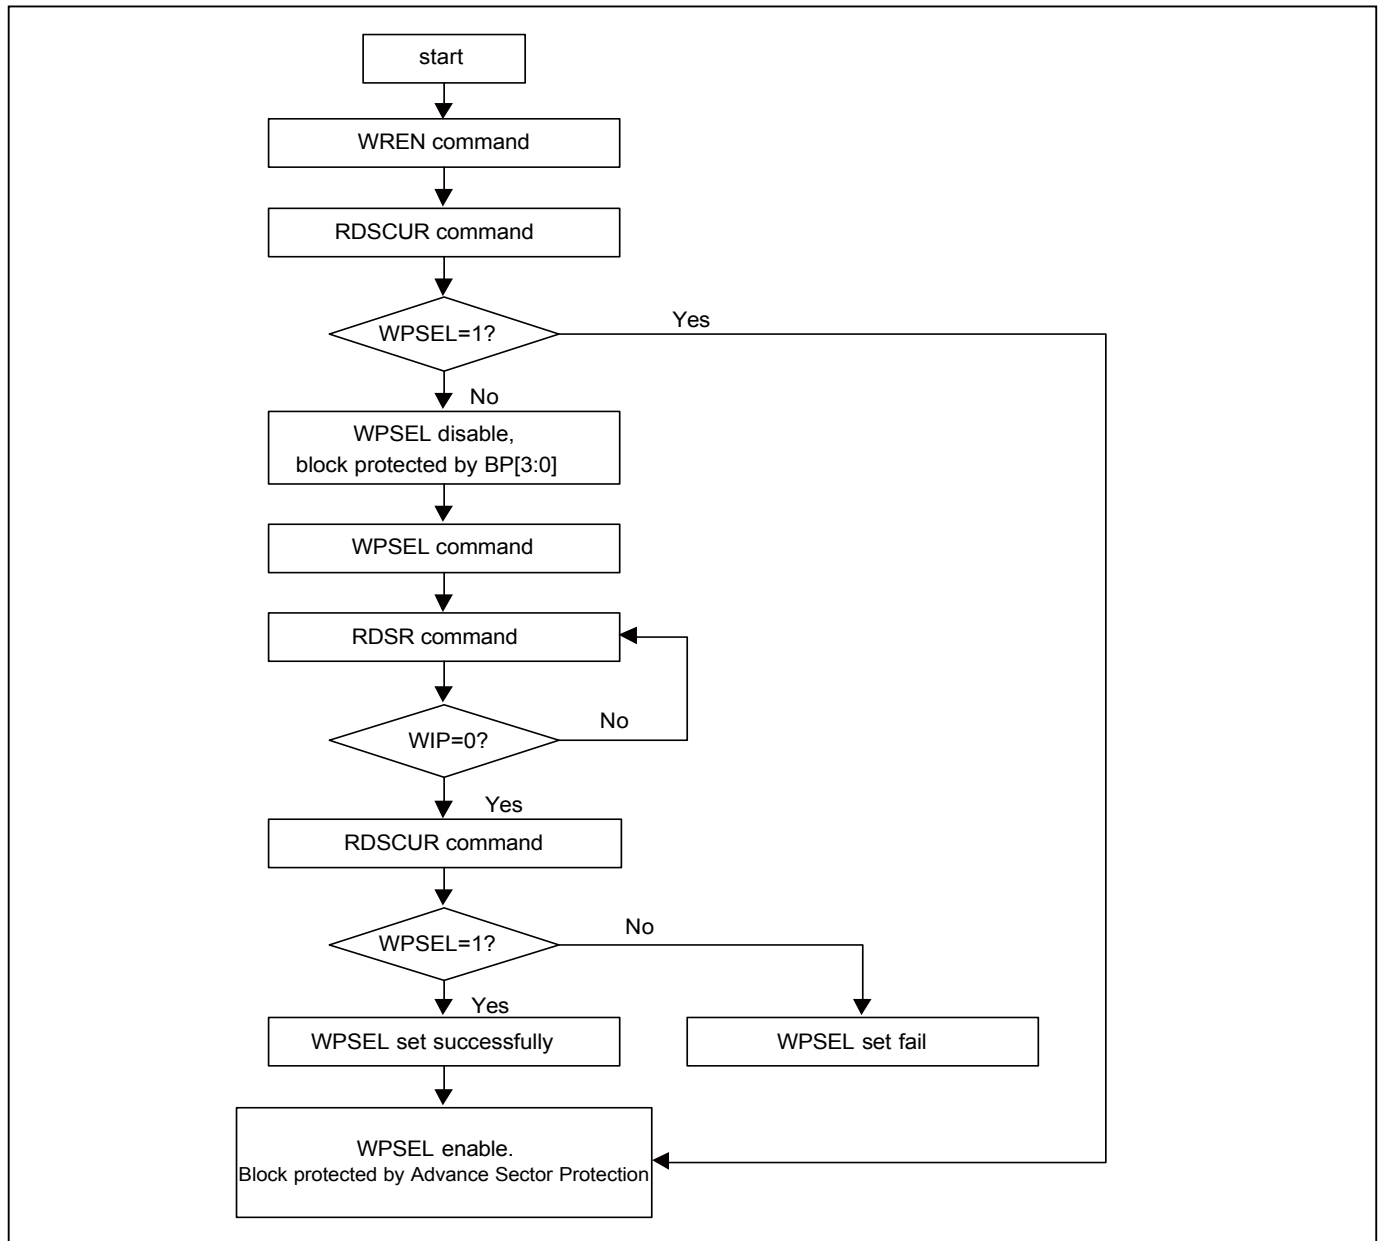 start
WREN command
RDSCUR command
WPSEL=1?
Yes
No
WPSEL disable,
block protected by BP[3:0]
WPSEL command
RDSR command
WIP=0?
No
Yes
RDSCUR command
WPSEL=1?
No
Yes
WPSEL set successfully
WPSEL set fail
WPSEL enable.
Block protected by Advance Sector Protection